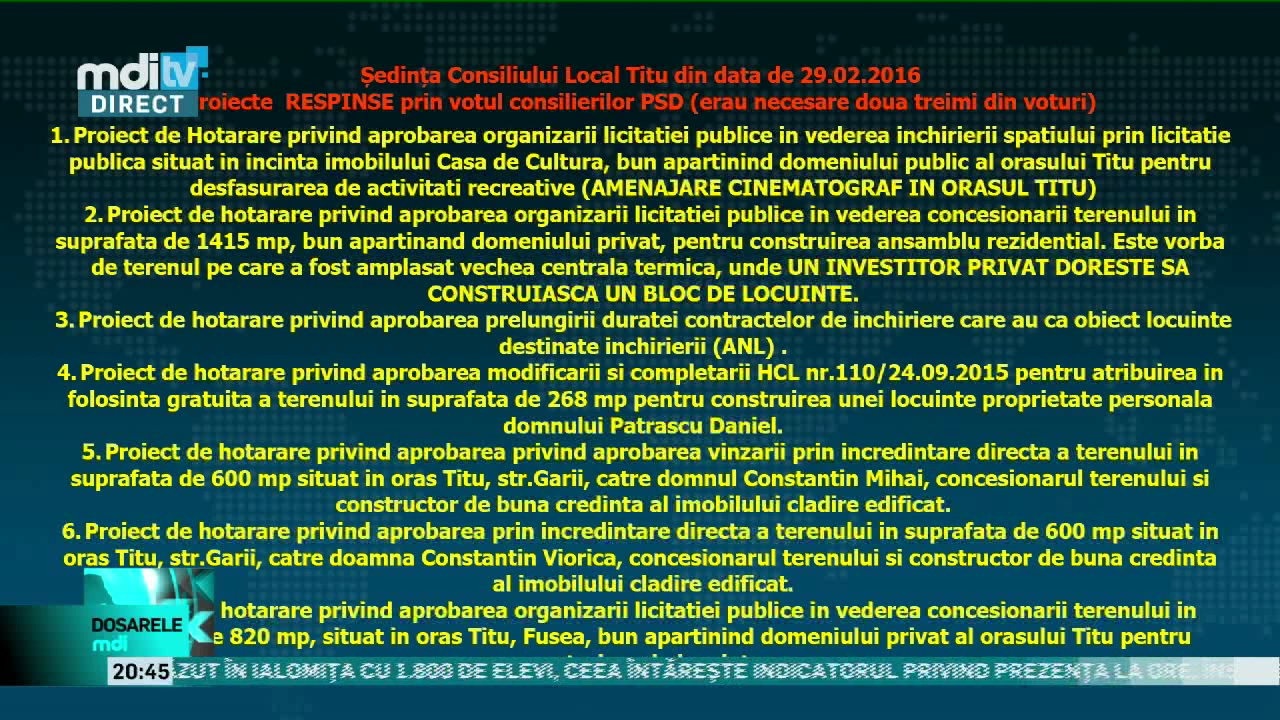 mditv
DIRECT
Ședința Consiliului Local Titu din data de 29.02.2016
roiecte RESPINSE prin votul consilierilor PSD (erau necesare doua treimi din voturi)
1. Proiect de Hotarare privind aprobarea organizarii licitatiei publice in vederea inchirierii spatiului prin licitatie
publica situat in incinta imobilului Casa de Cultura, bun apartinind domeniului public al orasului Titu pentru
desfasurarea de activitati recreative (AMENAJARE CINEMATOGRAF IN ORASUL TITU)
2. Proiect de hotarare privind aprobarea organizarii licitatiei publice in vederea concesionarii terenului in
suprafata de 1415 mp, bun apartinand domeniului privat, pentru construirea ansamblu rezidential. Este vorba
de terenul pe care a fost amplasat vechea centrala termica, unde UN INVESTITOR PRIVAT DORESTE SA
CONSTRUIASCA UN BLOC DE LOCUINTE.
3. Proiect de hotarare privind aprobarea prelungirii duratei contractelor de inchiriere care au ca obiect locuinte
destinate inchirierii (ANL) .
4. Proiect de hotarare privind aprobarea modificarii si completarii HCL nr.110/24.09.2015 pentru atribuirea in
folosinta gratuita a terenului in suprafata de 268 mp pentru construirea unei locuinte proprietate personala
domnului Patrascu Daniel.
5. Proiect de hotarare privind aprobarea privind aprobarea vinzarii prin incredintare directa a terenului in
suprafata de 600 mp situat in oras Titu, str.Garii, catre domnul Constantin Mihai, concesionarul terenului si
constructor de buna credinta al imobilului cladire edificat.
6. Proiect de hotarare privind aprobarea prin incredintare directa a terenului in suprafata de 600 mp situat in
oras Titu, str.Garii, catre doamna Constantin Viorica, concesionarul terenului si constructor de buna credinta
al imobilului cladire edificat.
hotarare privind aprobarea organizarii licitatiei publice in vederea concesionarii terenului in
e 820 mp, situat in oras Titu, Fusea, bun apartinind domeniului privat al orasului Titu pentru
DOSARELE
mdi
20:45
ZUT ÎN IALOMIȚA CU 1.800 DE ELEVI, CEEA ÎNTĂREȘTE INDICATORUL PRIVIND PREZENȚA LA ORE.